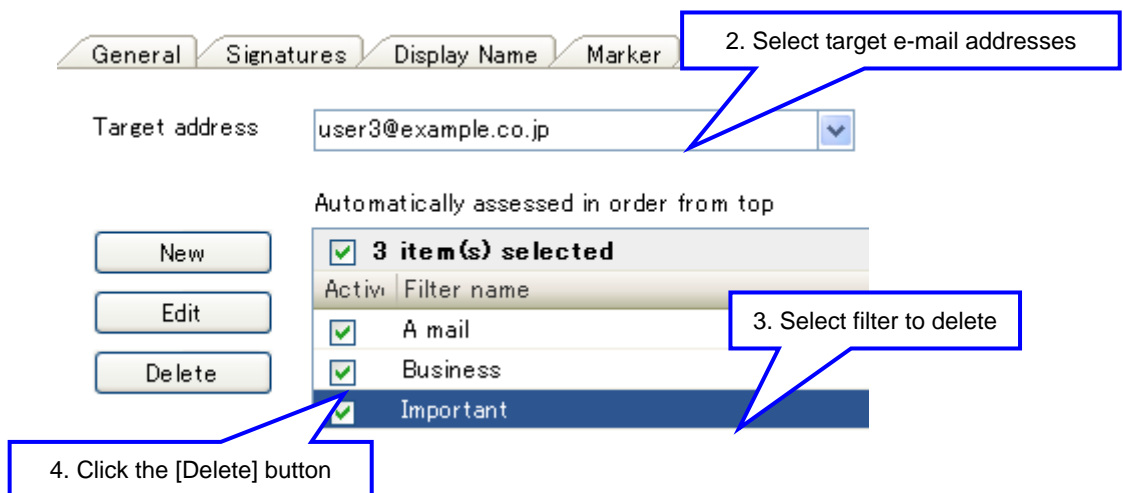 General Signatures Display Name Marker
2. Select target e-mail addresses
Target address user3@example.co.jp
Automatically assessed in order from top
New
3 item(s) selected
Activ Filter name
Edit
3. Select filter to delete
A mail
Delete
Business
Important
4. Click the [Delete] button